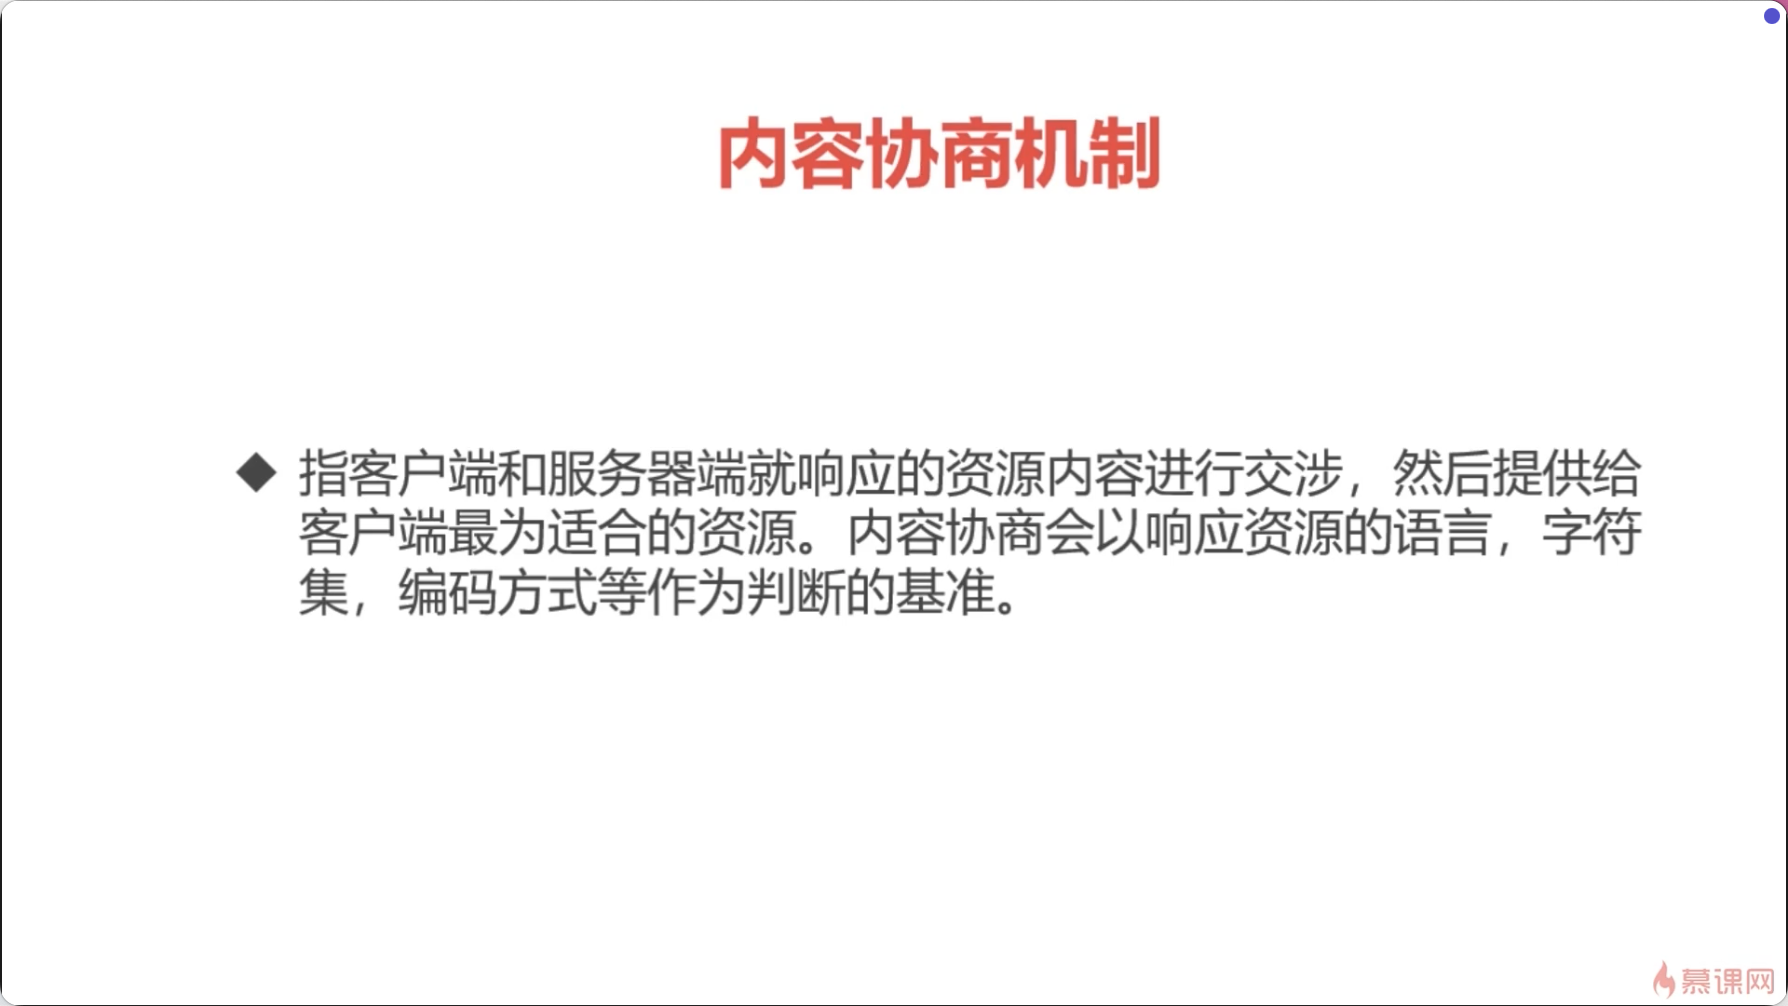 内容协商机制
◆ 指客户端和服务器端就响应的资源内容进行交涉，然后提供给
客户端最为适合的资源。内容协商会以响应资源的语言，字符
集，编码方式等作为判断的基准。
慕课网